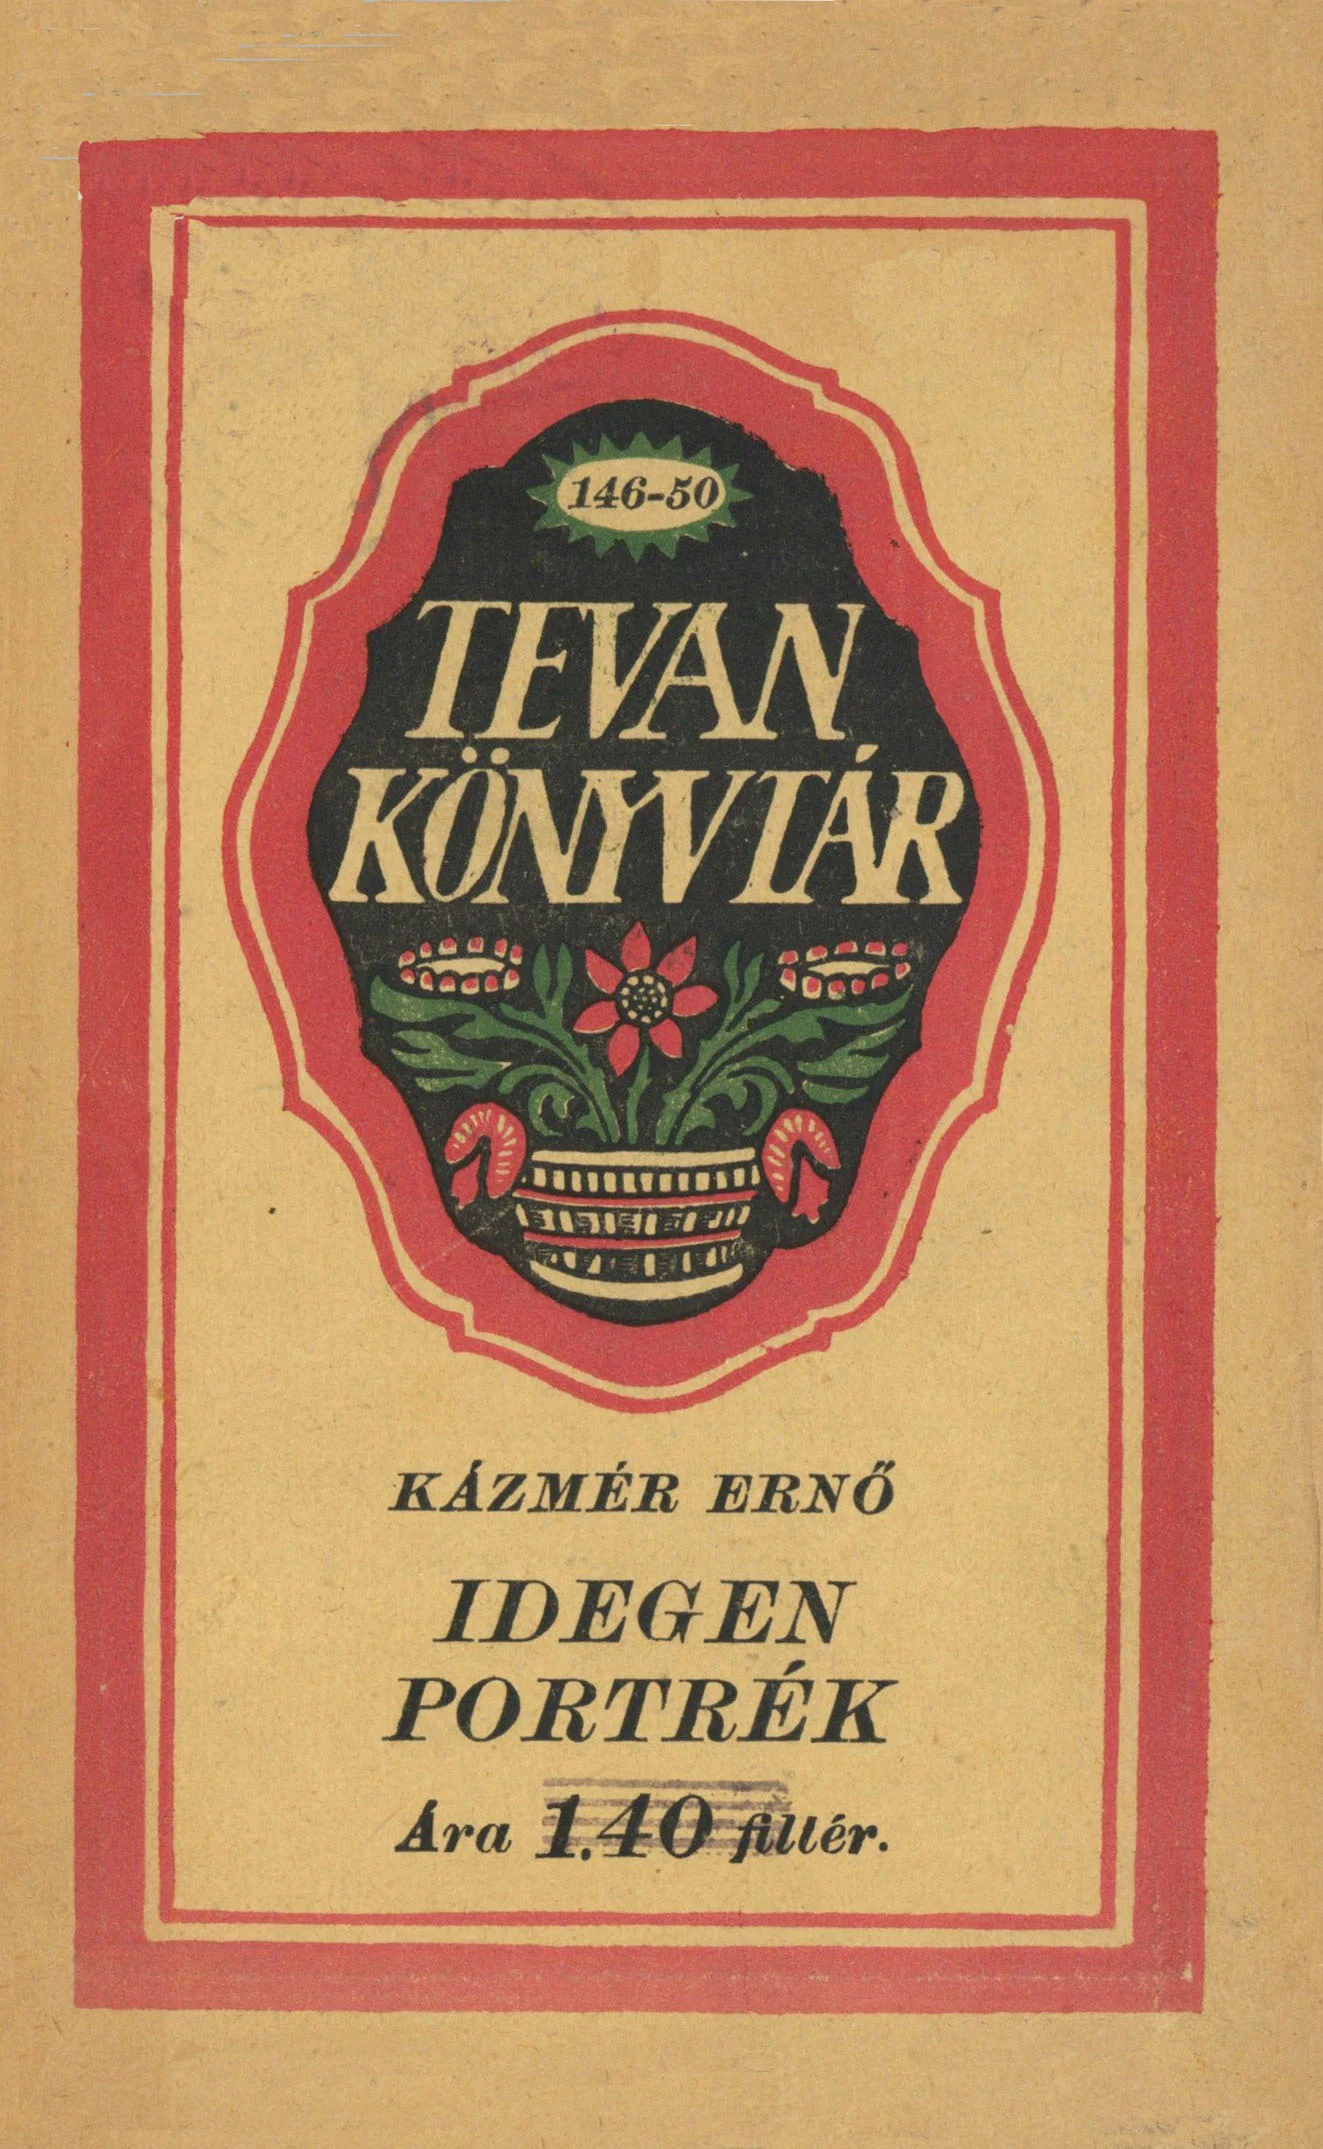 146-50
TEVAN
KÖNYVTÁR
KÁZMÉR ERNŐ
IDEGEN
PORTRÉK
Ára 1.40 fillér.